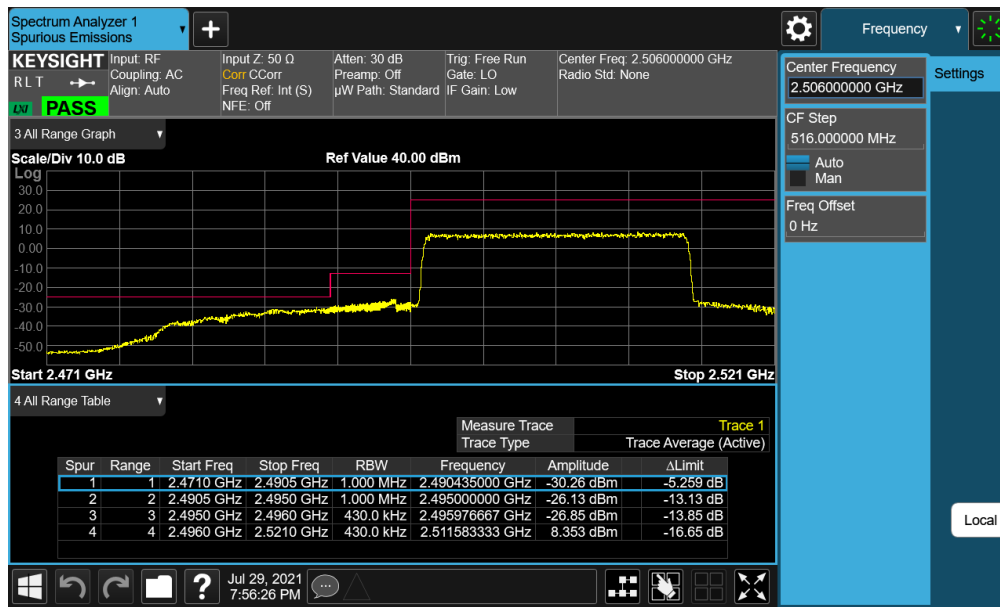 Spectrum Analyzer 1
Spurious Emissions
Frequency
KEYSIGHT
RLT
LXI
PASS
Input: RF
Coupling: AC
Align: Auto
Input Z: 50 Ω
Corr CCorr
Freq Ref: Int (S)
NFE: Off
Atten: 30 dB
Preamp: Off
µW Path: Standard
Trig: Free Run
Gate: LO
IF Gain: Low
Center Freq: 2.506000000 GHz
Radio Std: None
Center Frequency
2.506000000 GHz
Settings
CF Step
516.000000 MHz
Auto
Man
Freq Offset
0 Hz
Local
3 All Range Graph
Scale/Div 10.0 dB
Ref Value 40.00 dBm
Log
30.0
20.0
10.0
0.00
-10.0
-20.0
-30.0
-40.0
-50.0
Start 2.471 GHz
Stop 2.521 GHz
4 All Range Table
Measure Trace Trace 1
Trace Type Trace Average (Active)
Spur Range Start Freq Stop Freq RBW Frequency Amplitude ΔLimit
1 1 2.4710 GHz 2.4905 GHz 1.000 MHz 2.490435000 GHz -30.26 dBm -5.259 dB
2 2 2.4905 GHz 2.4950 GHz 1.000 MHz 2.495000000 GHz -26.13 dBm -13.13 dB
3 3 2.4950 GHz 2.4960 GHz 430.0 kHz 2.495976667 GHz -26.85 dBm -13.85 dB
4 4 2.4960 GHz 2.5210 GHz 430.0 kHz 2.511583333 GHz 8.353 dBm -16.65 dB
?
Jul 29, 2021
7:56:26 PM